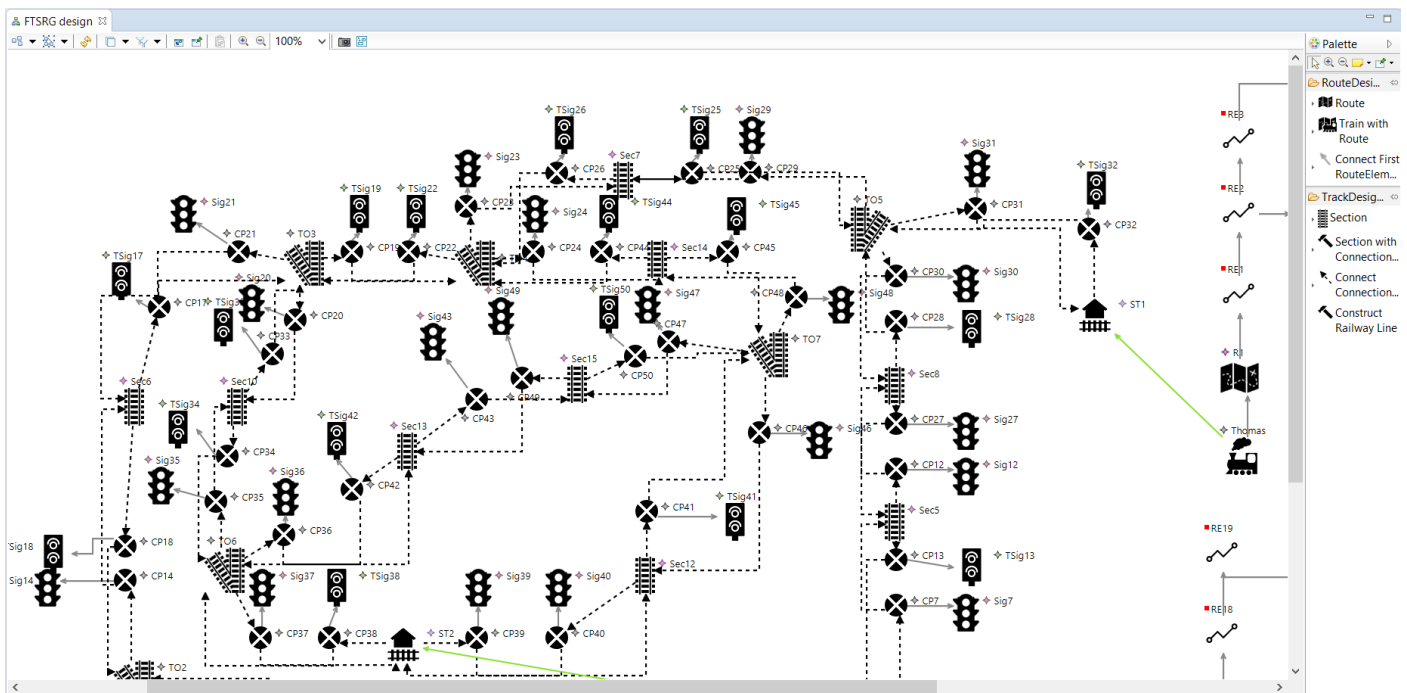 FTSRG design
100%
Palette
RouteDesi...
Route
Train with
Route
Connect First
RouteElem...
TrackDesig...
Section
Section with
Connection...
Connect
Connection...
Construct
Railway Line
TSig26
TSig25
Sig29
RE3
Sig23
Sec7
Sig31
TSig32
CP26
CP25
CP29
RE2
Sig21
TSig19
TSig22
CP23
Sig24
TSig44
TSig45
TO5
CP31
CP32
CP21
TO3
CP19
CP22
CP24
CP44
Sec14
CP45
TSig17
Sig20
CP30
Sig30
RE1
CP17
CP20
Sig49
TSig50
Sig47
CP48
Sig48
ST1
CP28
TSig28
Sig43
CP33
CP47
TO7
CP50
Sec15
R1
Sec6
Sec10
CP49
Sec8
TSig34
TSig42
CP43
Sec13
CP27
Sig27
CP46
Sig46
Thomas
CP34
Sig35
Sig36
CP42
CP12
Sig12
CP35
TSig41
CP41
Sec5
CP36
RE19
Sig18
CP18
TO6
CP13
TSig13
Sig14
CP14
Sig37
TSig38
Sig39
Sig40
Sec12
CP7
Sig7
RE18
CP37
CP38
ST2
CP39
CP40
TO2